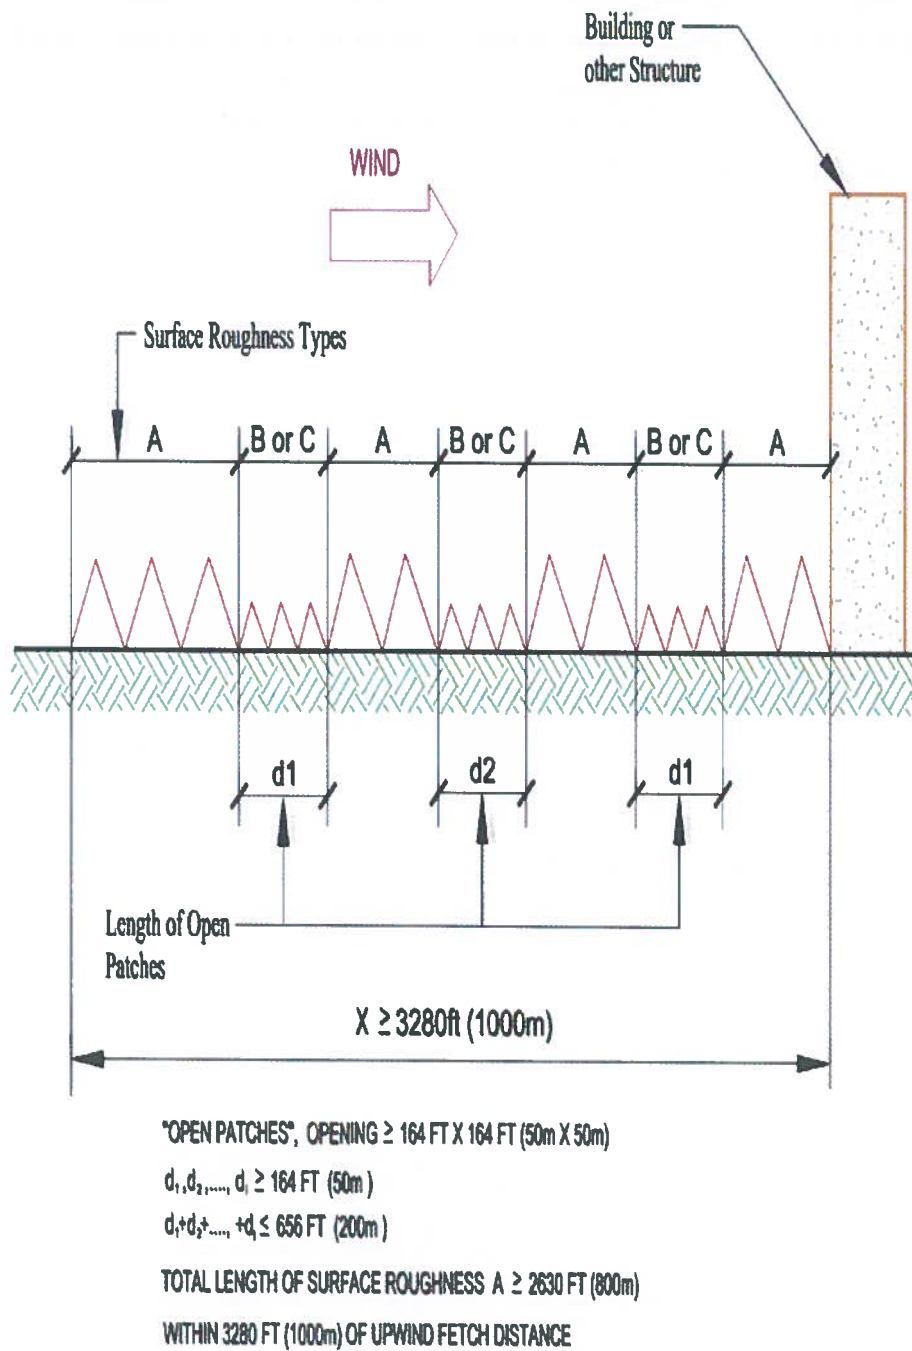 Building or
other Structure
WIND
Surface Roughness Types
A B or C A B or C A B or C A
d1 d2 d1
Length of Open
Patches
X ≥ 3280ft (1000m)
"OPEN PATCHES", OPENING ≥ 164 FT X 164 FT (50m X 50m)
d₁,d₂,...., dᵢ ≥ 164 FT (50m )
d₁+d₂+...., +dᵢ ≤ 656 FT (200m )
TOTAL LENGTH OF SURFACE ROUGHNESS A ≥ 2630 FT (800m)
WITHIN 3280 FT (1000m) OF UPWIND FETCH DISTANCE